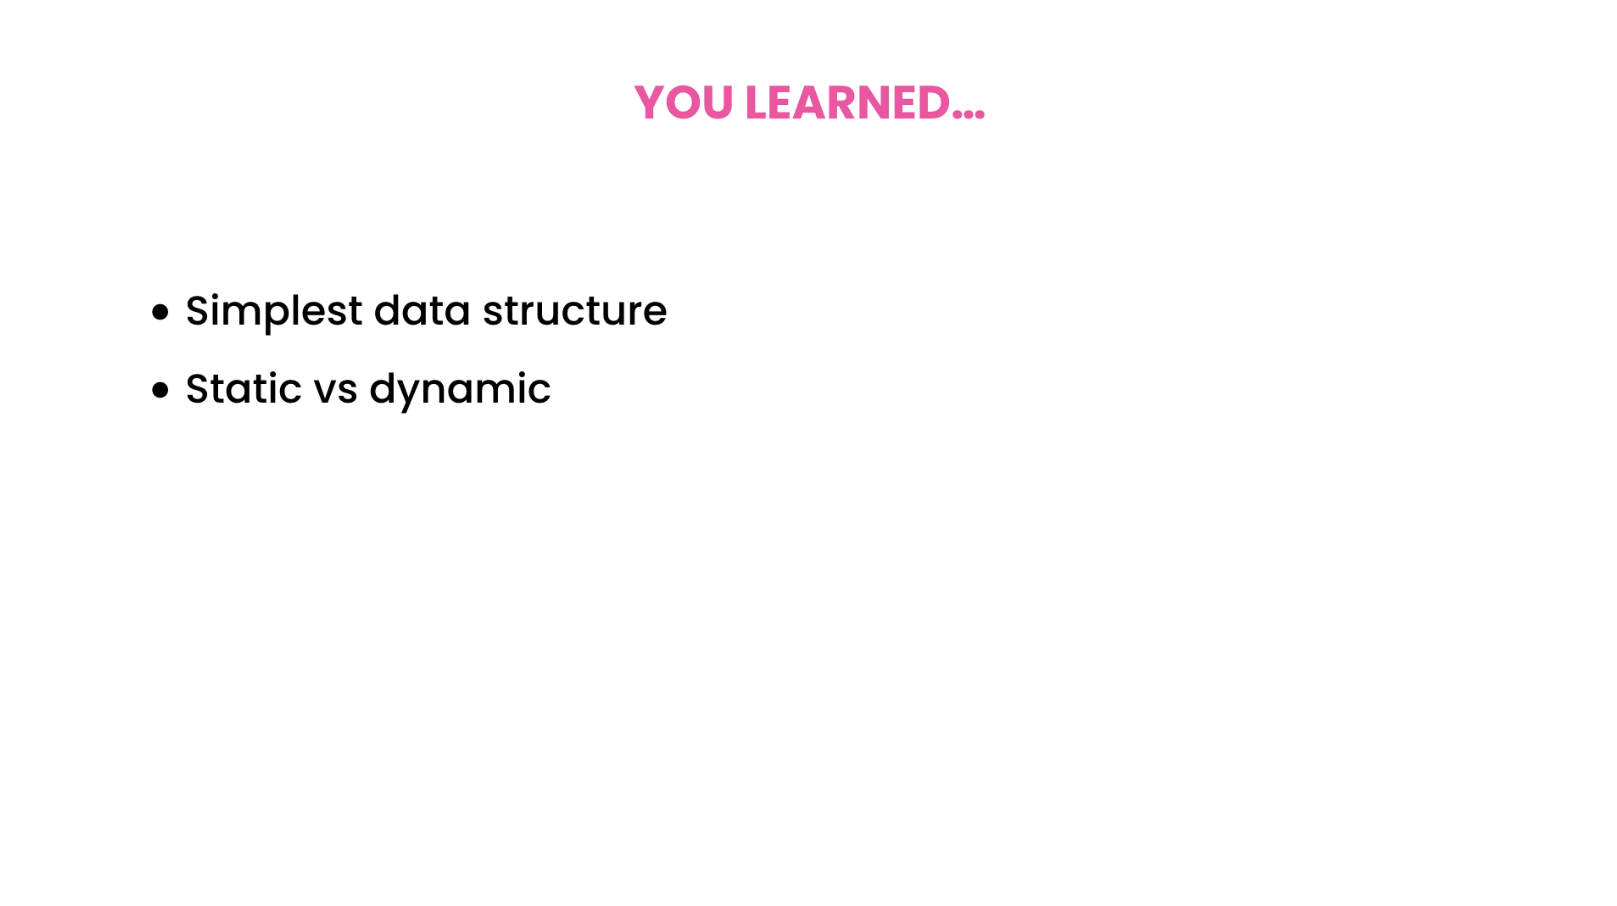 YOU LEARNED...
• Simplest data structure
• Static vs dynamic